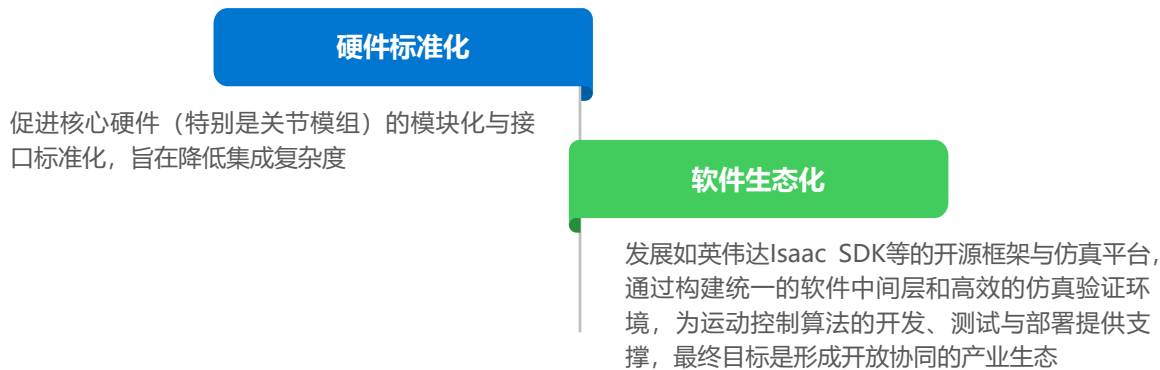 硬件标准化
促进核心硬件（特别是关节模组）的模块化与接
口标准化，旨在降低集成复杂度
软件生态化
发展如英伟达Isaac SDK等的开源框架与仿真平台，
通过构建统一的软件中间层和高效的仿真验证环
境，为运动控制算法的开发、测试与部署提供支
撑，最终目标是形成开放协同的产业生态